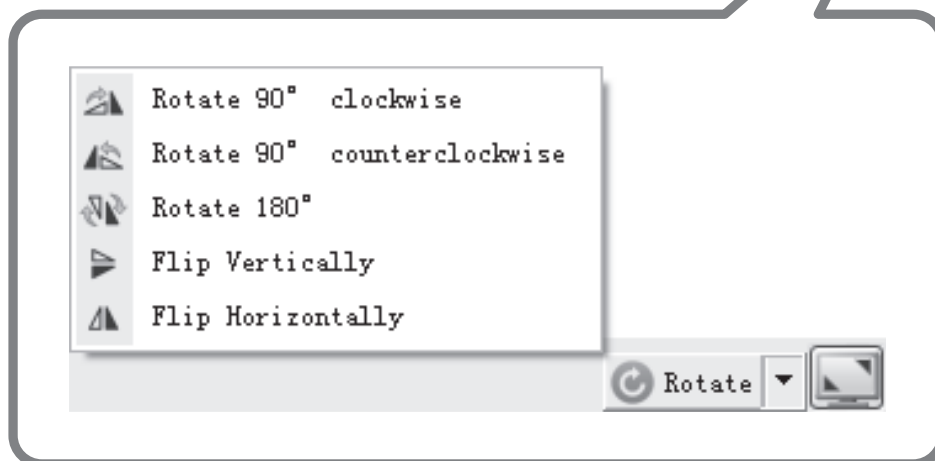 Rotate 90° clockwise
Rotate 90° counterclockwise
Rotate 180°
Flip Vertically
Flip Horizontally
Rotate